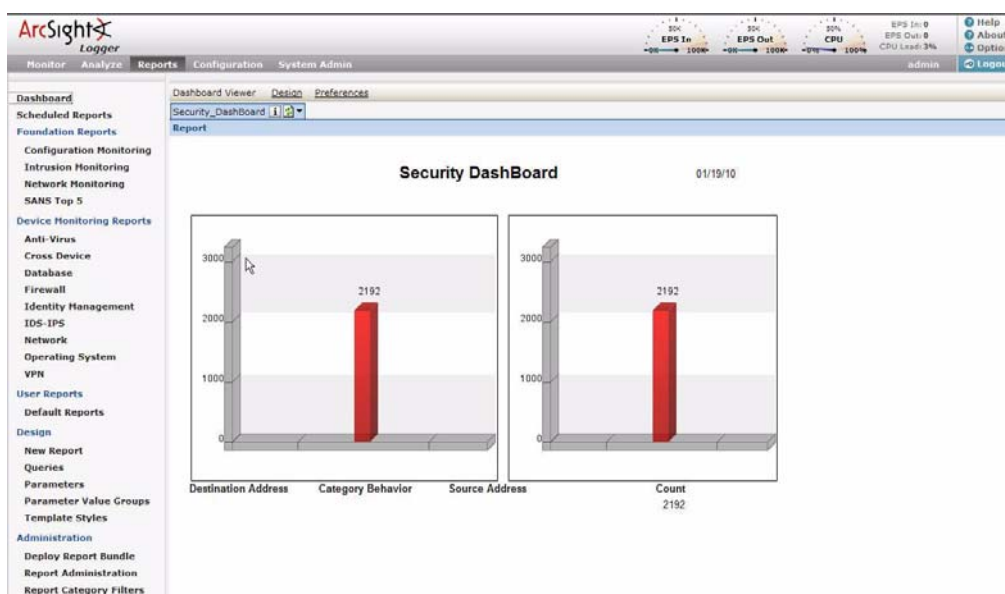 ArcSight
Logger
EPS In
EPS Out
CPU
EPS In: 0
EPS Out: 0
CPU Load: 3%
Help
About
Optio
Monitor Analyze Reports Configuration System Admin
admin
Logou
Dashboard
Scheduled Reports
Foundation Reports
Configuration Monitoring
Intrusion Monitoring
Network Monitoring
SANS Top 5
Device Monitoring Reports
Anti-Virus
Cross Device
Database
Firewall
Identity Management
IDS-IPS
Network
Operating System
VPN
User Reports
Default Reports
Design
New Report
Queries
Parameters
Parameter Value Groups
Template Styles
Administration
Deploy Report Bundle
Report Administration
Report Category Filters
Dashboard Viewer Design Preferences
Security_DashBoard
Report
Security DashBoard
01/19/10
3000
2000
1000
0
2192
3000
2000
1000
0
2192
Destination Address Category Behavior Source Address Count
2192